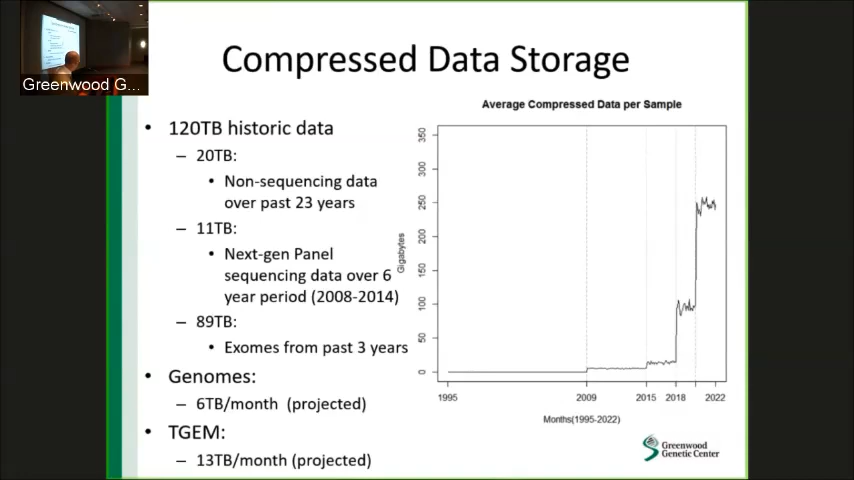 Greenwood G...
Compressed Data Storage
• 120TB historic data
– 20TB:
• Non-sequencing data
over past 23 years
– 11TB:
• Next-gen Panel
sequencing data over 6
year period (2008-2014)
– 89TB:
• Exomes from past 3 years
• Genomes:
– 6TB/month (projected)
• TGEM:
– 13TB/month (projected)
Average Compressed Data per Sample
Gigabytes
350
300
250
200
150
100
50
0
1995 2009 2015 2018 2022
Months(1995-2022)
Greenwood
Genetic Center